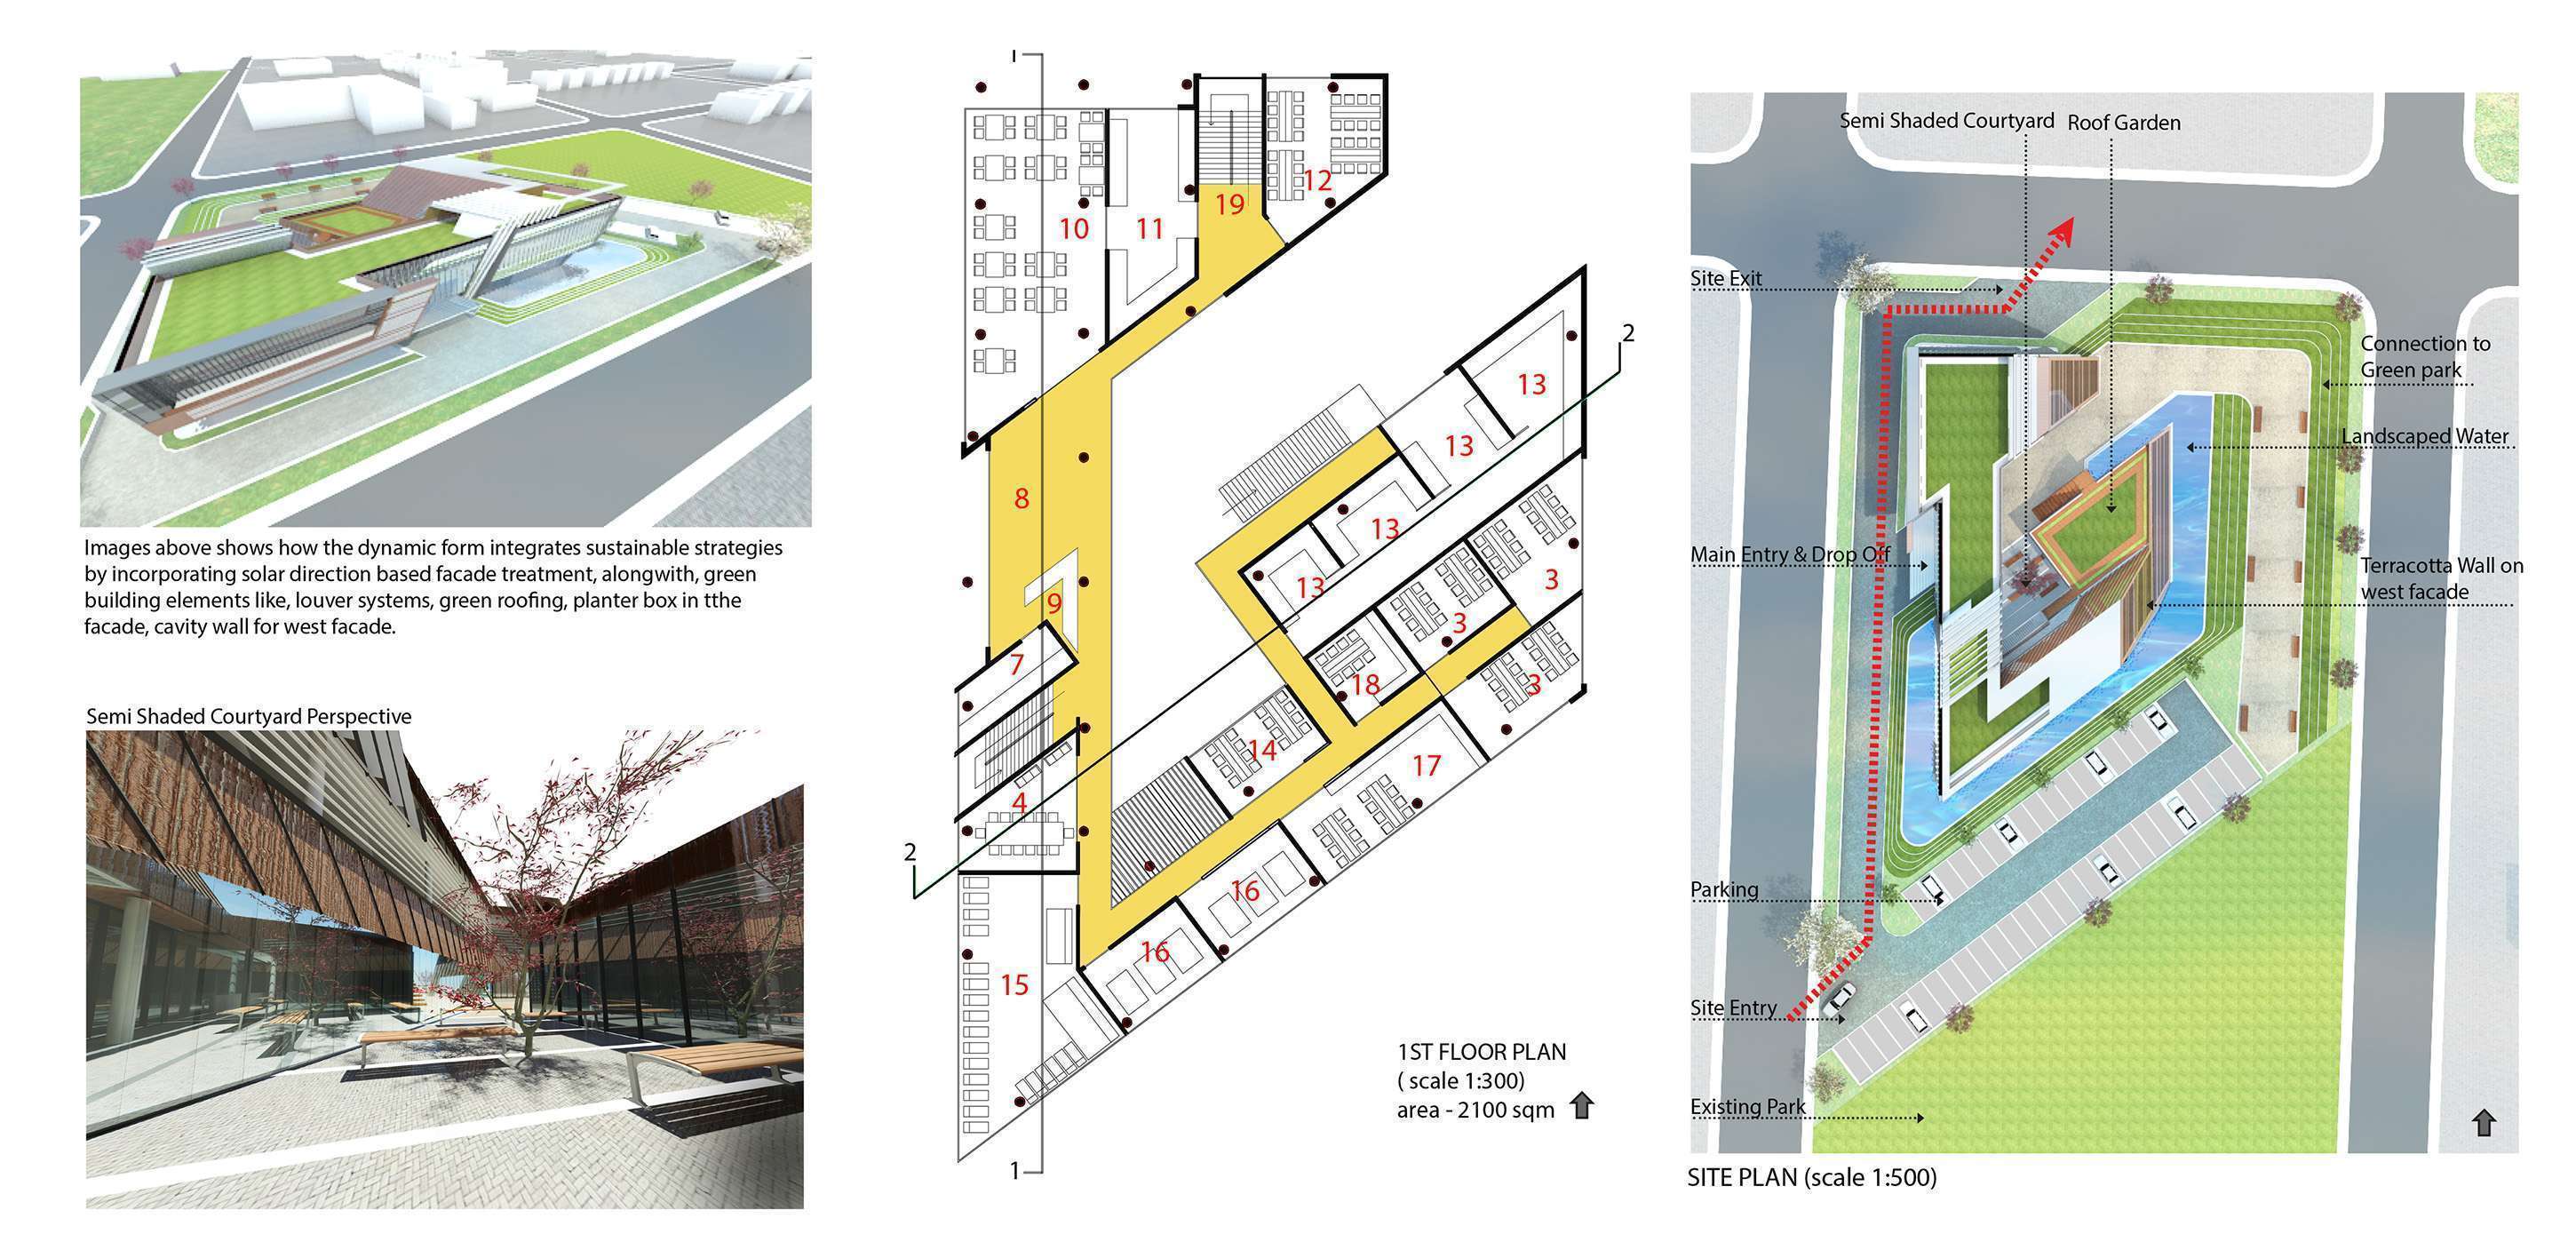 Images above shows how the dynamic form integrates sustainable strategies
by incorporating solar direction based facade treatment, alongwith, green
building elements like, louver systems, green roofing, planter box in tthe
facade, cavity wall for west facade.
Semi Shaded Courtyard Perspective
1
19
12
10
11
2
13
13
8
13
13
9
3
3
7
18
3
14
17
4
2
16
16
15
1
1ST FLOOR PLAN
( scale 1:300)
area - 2100 sqm
Semi Shaded Courtyard
Roof Garden
Site Exit
Connection to
Green park
Landscaped Water
Main Entry & Drop Off
Terracotta Wall on
west facade
Parking
Site Entry
Existing Park
SITE PLAN (scale 1:500)